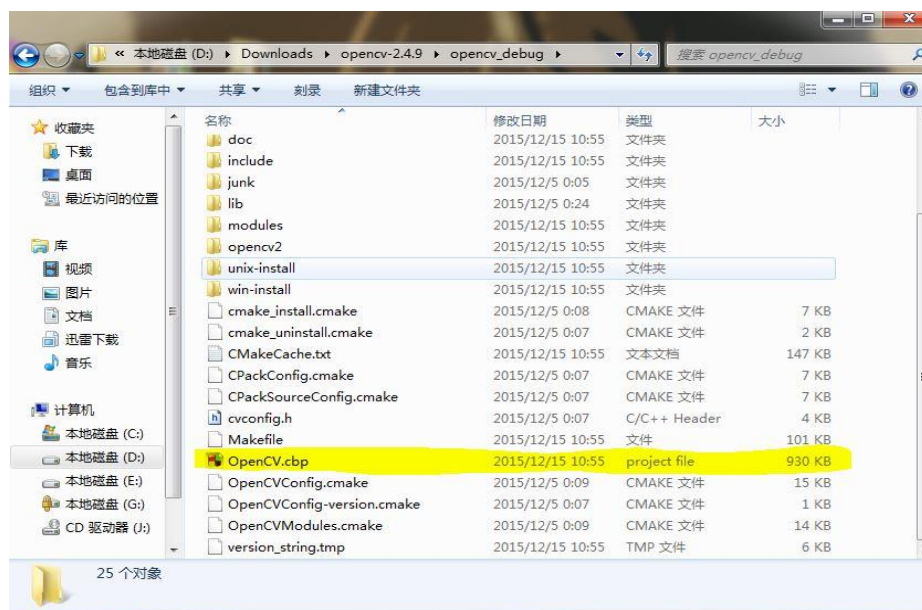 « 本地磁盘 (D:) ▸ Downloads ▸ opencv-2.4.9 ▸ opencv_debug ▸ 搜索 opencv_debug
组织 包含到库中 共享 刻录 新建文件夹
收藏夹
下载
桌面
最近访问的位置
库
视频
图片
文档
迅雷下载
音乐
计算机
本地磁盘 (C:)
本地磁盘 (D:)
本地磁盘 (E:)
本地磁盘 (G:)
CD 驱动器 (J:)
名称 修改日期 类型 大小
doc 2015/12/15 10:55 文件夹
include 2015/12/15 10:55 文件夹
junk 2015/12/5 0:05 文件夹
lib 2015/12/5 0:24 文件夹
modules 2015/12/15 10:55 文件夹
opencv2 2015/12/15 10:55 文件夹
unix-install 2015/12/15 10:55 文件夹
win-install 2015/12/15 10:55 文件夹
cmake_install.cmake 2015/12/5 0:08 CMAKE 文件 7 KB
cmake_uninstall.cmake 2015/12/5 0:07 CMAKE 文件 2 KB
CMakeCache.txt 2015/12/15 10:55 文本文档 147 KB
CPackConfig.cmake 2015/12/5 0:07 CMAKE 文件 7 KB
CPackSourceConfig.cmake 2015/12/5 0:07 CMAKE 文件 7 KB
cvconfig.h 2015/12/5 0:07 C/C++ Header 4 KB
Makefile 2015/12/15 10:55 文件 101 KB
OpenCV.cbp 2015/12/15 10:55 project file 930 KB
OpenCVConfig.cmake 2015/12/5 0:09 CMAKE 文件 15 KB
OpenCVConfig-version.cmake 2015/12/5 0:07 CMAKE 文件 1 KB
OpenCVModules.cmake 2015/12/5 0:09 CMAKE 文件 14 KB
version_string.tmp 2015/12/15 10:55 TMP 文件 6 KB
25 个对象